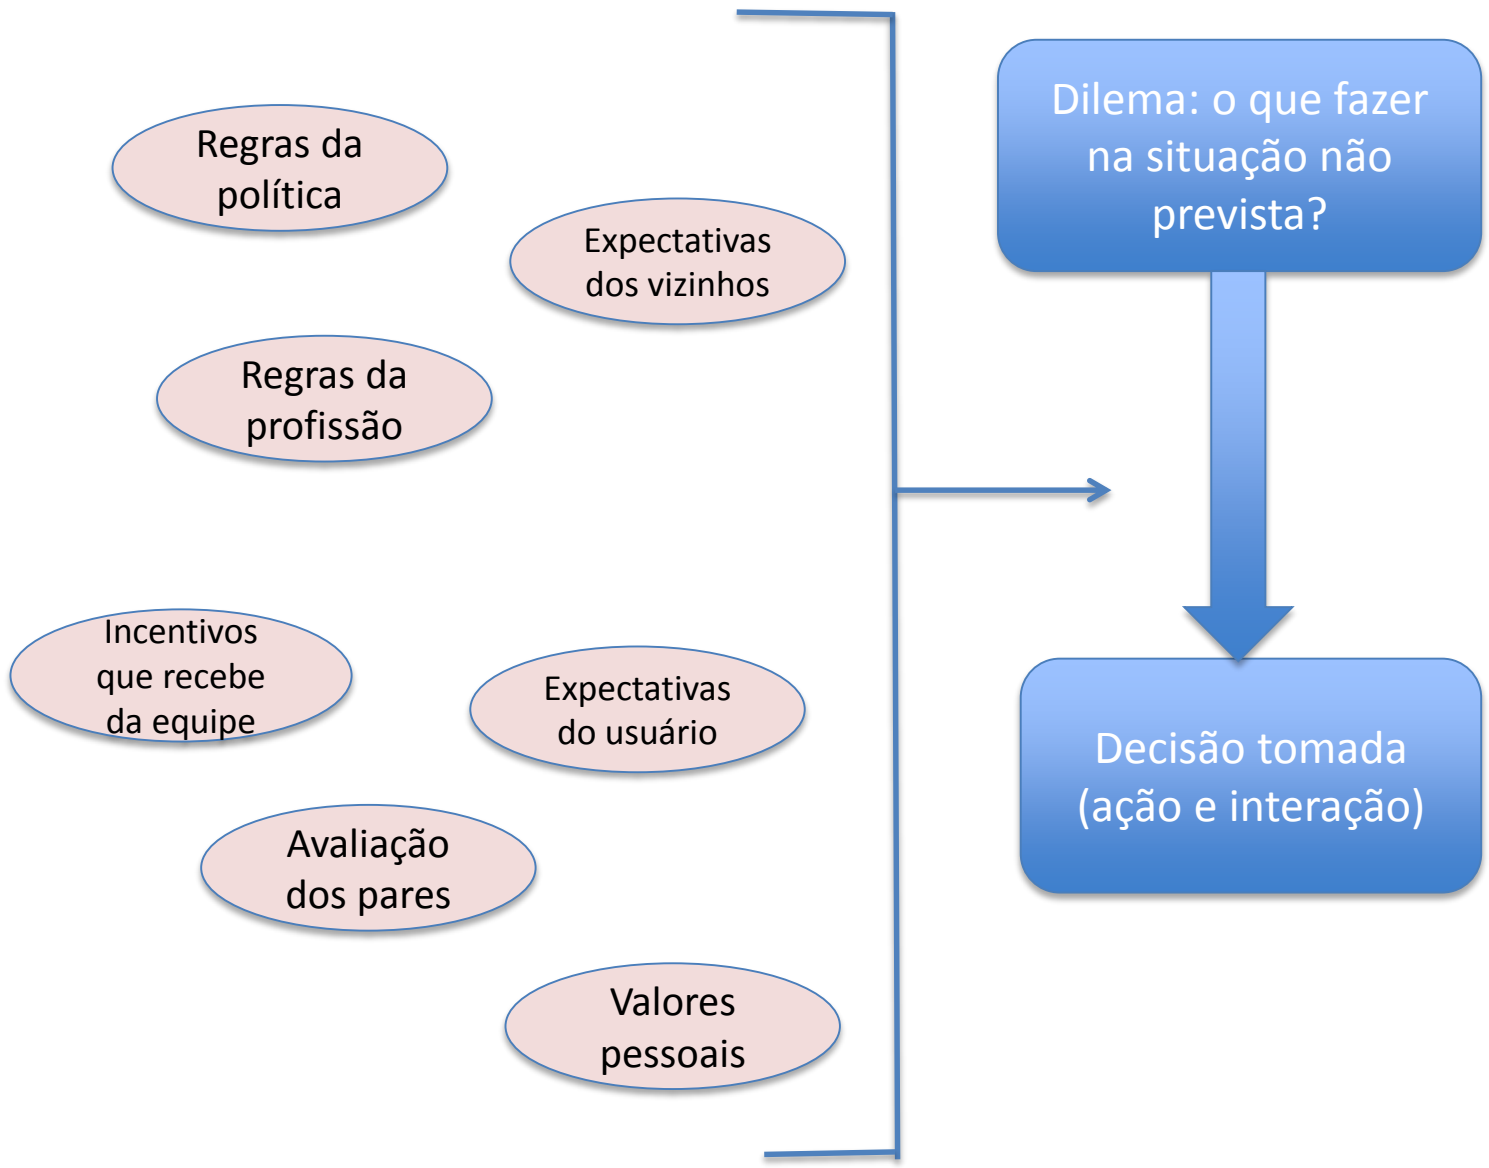 Regras da
política
Expectativas
dos vizinhos
Regras da
profissão
Incentivos
que recebe
da equipe
Expectativas
do usuário
Avaliação
dos pares
Valores
pessoais
Dilema: o que fazer
na situação não
prevista?
Decisão tomada
(ação e interação)